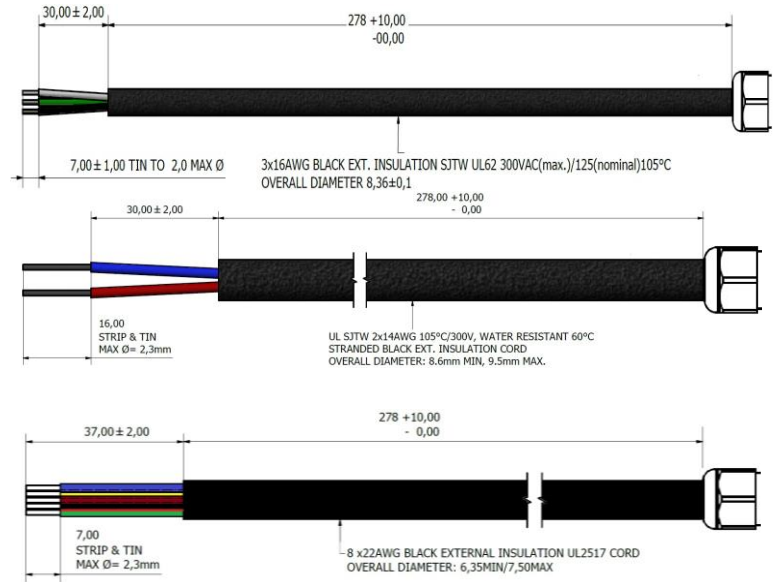 30,00± 2,00
278 +10,00
-00,00
7,00± 1,00 TIN TO 2,0 MAX Ø
3x16AWG BLACK EXT. INSULATION SJTW UL62 300VAC(max.)/125(nominal)105°C
OVERALL DIAMETER 8,36±0,1
30,00± 2,00
278,00 +10,00
- 0,00
16,00
STRIP & TIN
MAX Ø= 2,3mm
UL SJTW 2x14AWG 105°C/300V, WATER RESISTANT 60°C
STRANDED BLACK EXT. INSULATION CORD
OVERALL DIAMETER: 8.6mm MIN, 9.5mm MAX.
37,00± 2,00
278 +10,00
- 0,00
7,00
STRIP & TIN
MAX Ø= 2,3mm
8 x22AWG BLACK EXTERNAL INSULATION UL2517 CORD
OVERALL DIAMETER: 6,35MIN/7,50MAX